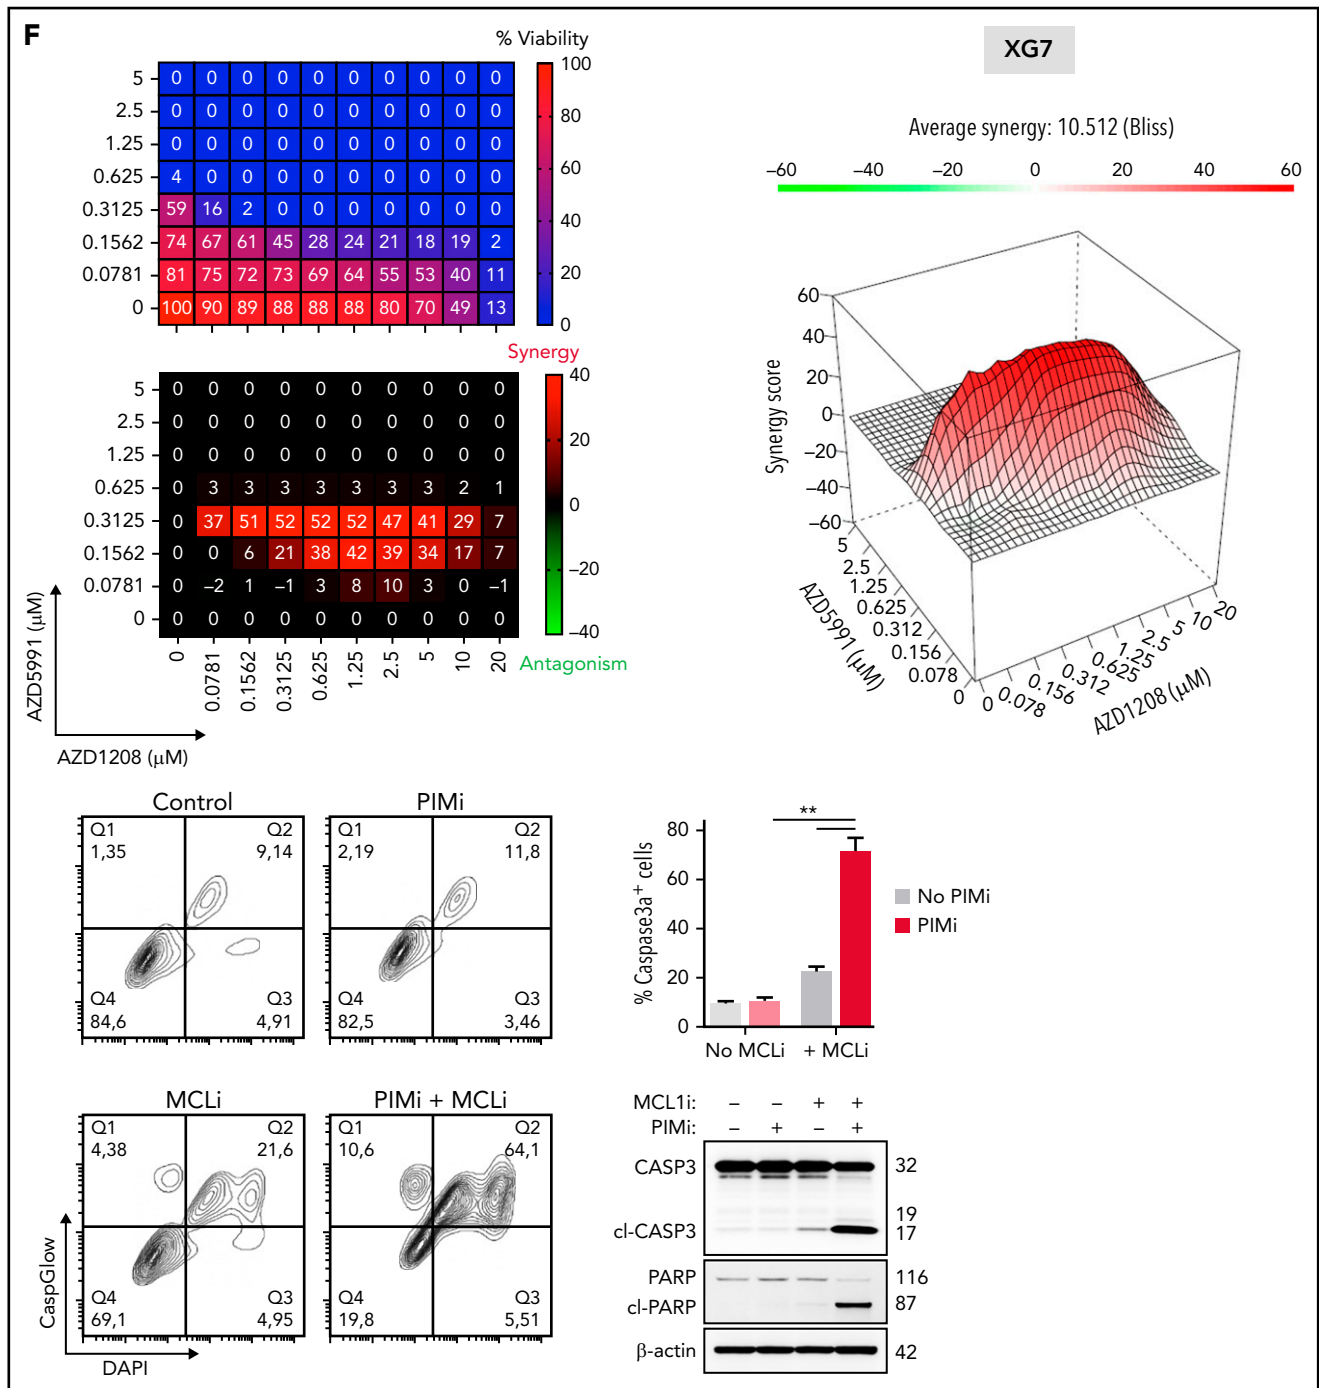 F
% Viability
5 0 0 0 0 0 0 0 0 0 0
2.5 0 0 0 0 0 0 0 0 0 0
1.25 0 0 0 0 0 0 0 0 0 0
0.625 4 0 0 0 0 0 0 0 0 0
0.3125 59 16 2 0 0 0 0 0 0 0
0.1562 74 67 61 45 28 24 21 18 19 2
0.0781 81 75 72 73 69 64 55 53 40 11
0 100 90 89 88 88 88 80 70 49 13
100
80
60
40
20
0
Synergy
5 0 0 0 0 0 0 0 0 0 0
2.5 0 0 0 0 0 0 0 0 0 0
1.25 0 0 0 0 0 0 0 0 0 0
0.625 0 3 3 3 3 3 3 3 2 1
0.3125 0 37 51 52 52 52 47 41 29 7
0.1562 0 0 6 21 38 42 39 34 17 7
0.0781 0 –2 1 –1 3 8 10 3 0 –1
0 0 0 0 0 0 0 0 0 0 0
0 0.0781 0.1562 0.3125 0.625 1.25 2.5 5 10 20
40
20
0
–20
–40
Antagonism
AZD5991 (μM)
AZD1208 (μM)
XG7
Average synergy: 10.512 (Bliss)
–60 –40 –20 0 20 40 60
Synergy score
60
40
20
0
–20
–40
–60
5
2.5
1.25
0.625
0.312
0.156
0.078
0
AZD5991 (μM)
0 0.078 0.156 0.312 0.625 1.25 2.5 5 10 20
AZD1208 (μM)
Control
Q1 Q2
1,35 9,14
Q4 Q3
84,6 4,91
PIMi
Q1 Q2
2,19 11,8
Q4 Q3
82,5 3,46
MCLi
Q1 Q2
4,38 21,6
Q4 Q3
69,1 4,95
PIMi + MCLi
Q1 Q2
10,6 64,1
Q4 Q3
19,8 5,51
CaspGlow
DAPI
% Caspase3a+ cells
80
60
40
20
0
**
No MCLi + MCLi
No PIMi
PIMi
MCL1i: – – + +
PIMi: – + – +
CASP3 32
19
cl-CASP3 17
PARP 116
cl-PARP 87
β-actin 42